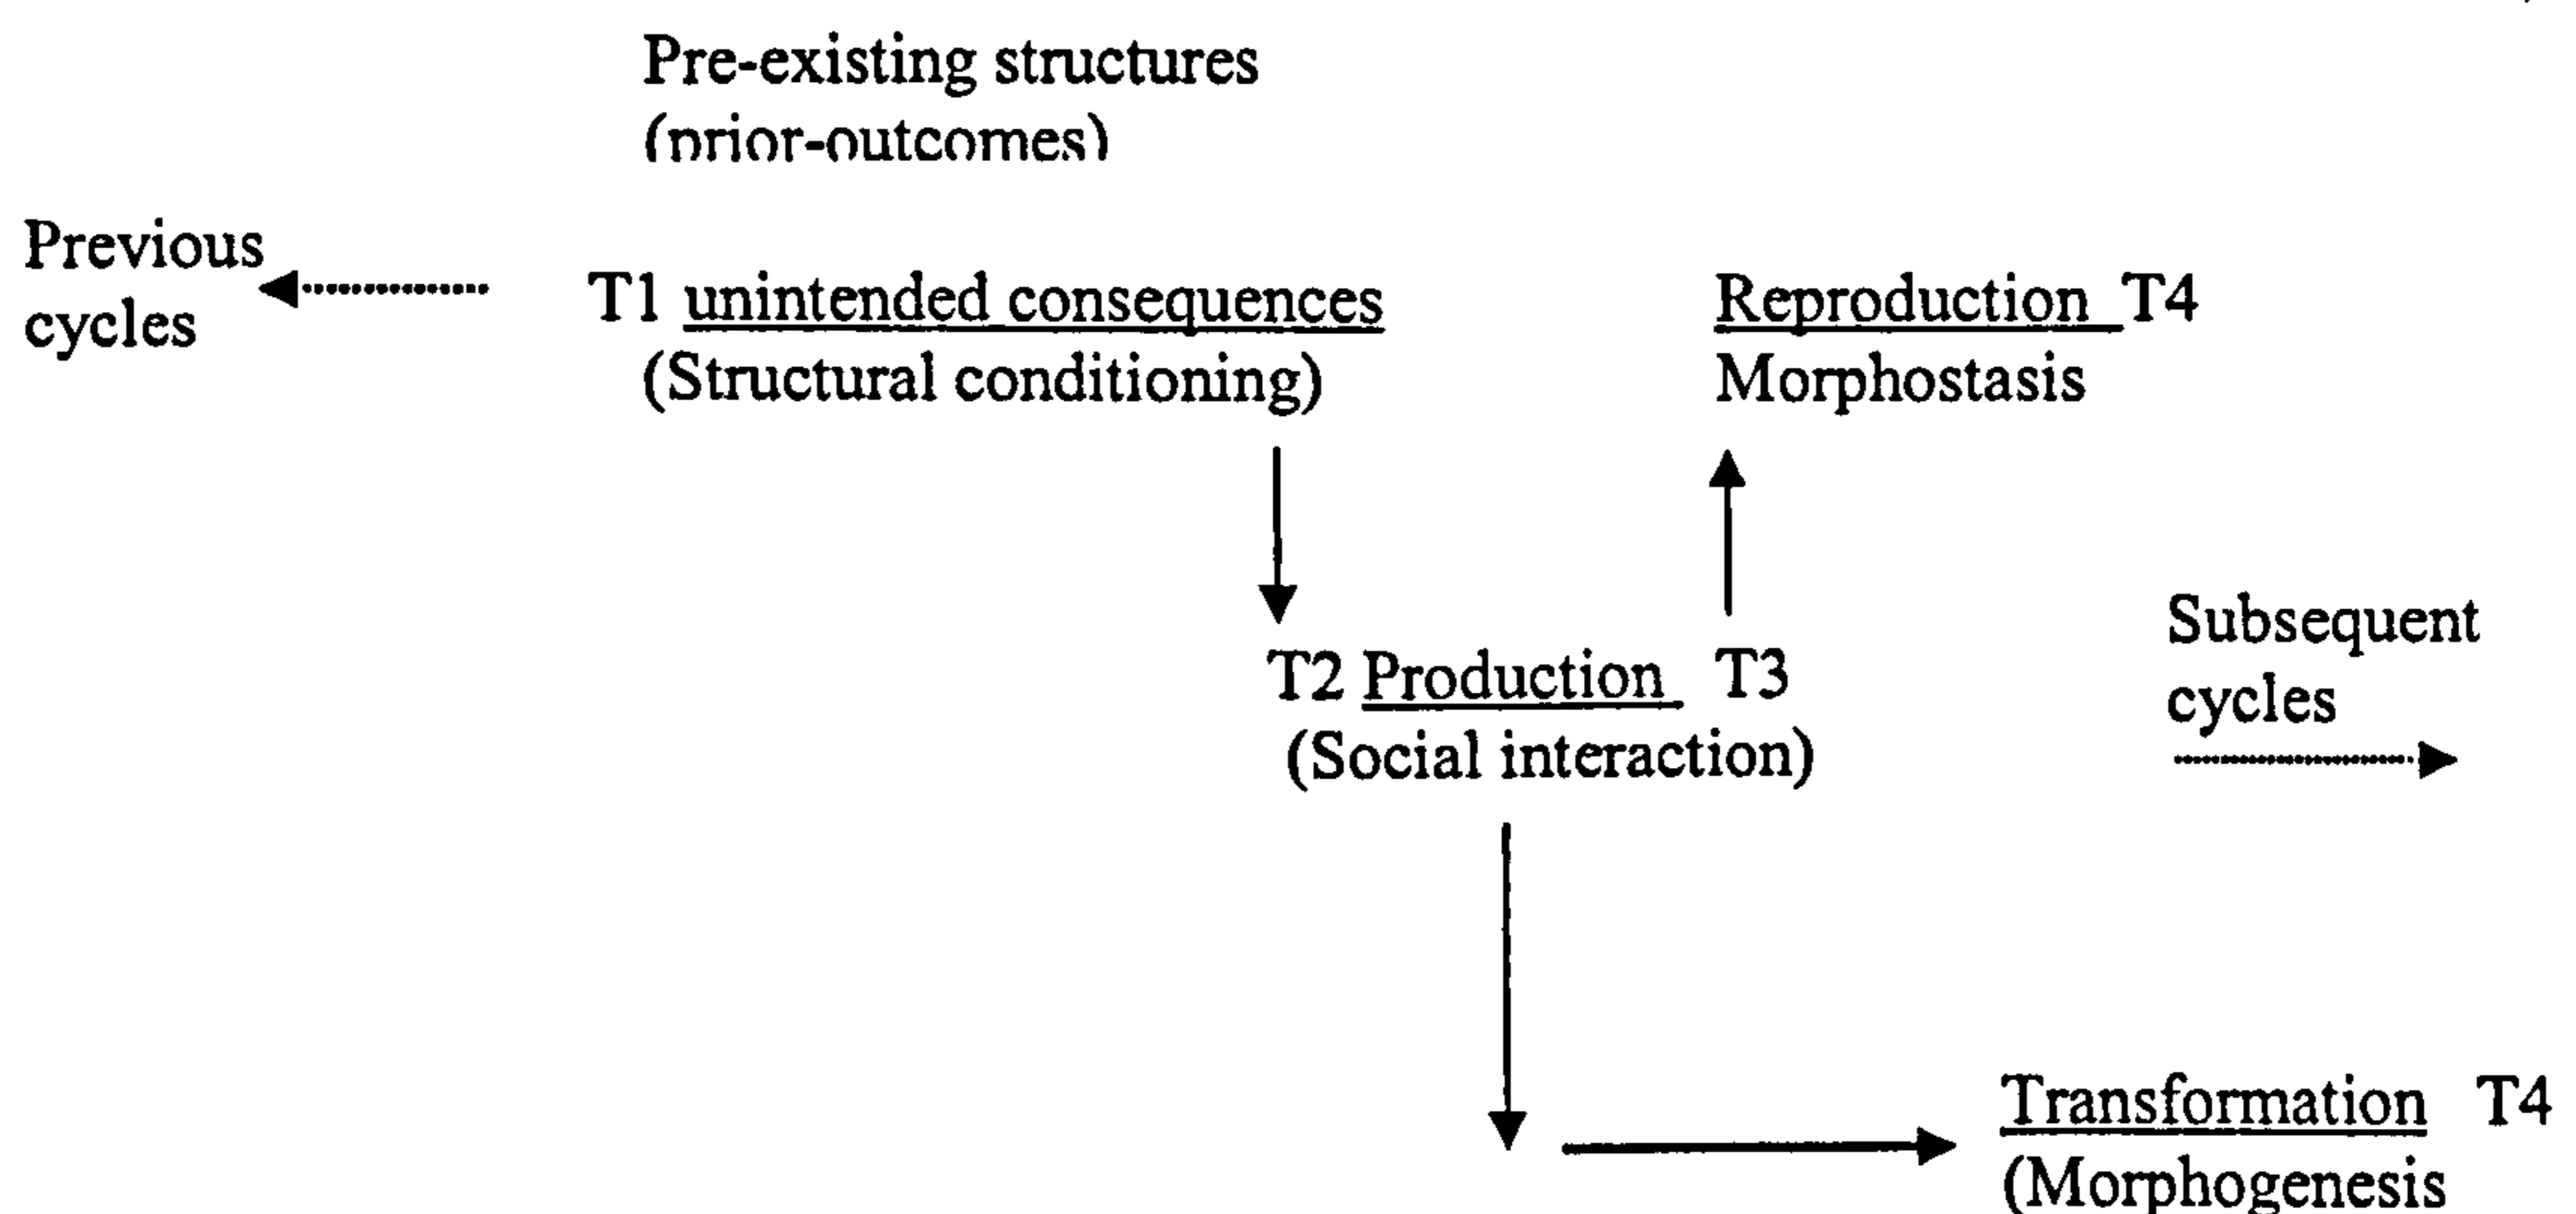 Pre-existing structures
(prior-outcomes)
Previous
cycles
T1 unintended consequences
(Structural conditioning)
Reproduction T4
Morphostasis
T2 Production T3
(Social interaction)
Subsequent
cycles
Transformation T4
(Morphogenesis